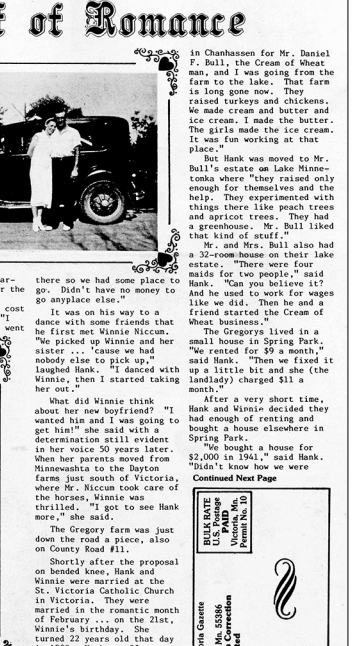 f of Romance
ar-
r the
cost
"I
went
there so we had some place to
go. Didn't have no money to
go anyplace else."
It was on his way to a
dance with some friends that
he first met Winnie Niccum.
"We picked up Winnie and her
sister ... 'cause we had
nobody else to pick up,"
laughed Hank. "I danced with
Winnie, then I started taking
her out."
What did Winnie think
about her new boyfriend? "I
wanted him and I was going to
get him!" she said with a
determination still evident
in her voice 50 years later.
When her parents moved from
Minnewashta to the Dayton
farms just south of Victoria,
where Mr. Niccum took care of
the horses, Winnie was
thrilled. "I got to see Hank
more," she said.
The Gregory farm was just
down the road a piece, also
on County Road #11.
Shortly after the proposal
on bended knee, Hank and
Winnie were married at the
St. Victoria Catholic Church
in Victoria. They were
married in the romantic month
of February ... on the 21st,
Winnie's birthday. She
turned 22 years old that day
in Chanhassen for Mr. Daniel
F. Bull, the Cream of Wheat
man, and I was going from the
farm to the lake. That farm
is long gone now. They
raised turkeys and chickens.
We made cream and butter and
ice cream. I made the butter.
The girls made the ice cream.
It was fun working at that
place."
But Hank was moved to Mr.
Bull's estate on Lake Minne-
tonka where "they raised only
enough for themselves and the
help. They experimented with
things there like peach trees
and apricot trees. They had
a greenhouse. Mr. Bull liked
that kind of stuff."
Mr. and Mrs. Bull also had
a 32-room house on their lake
estate. "There were four
maids for two people," said
Hank. "Can you believe it?
And he used to work for wages
like we did. Then he and a
friend started the Cream of
Wheat business."
The Gregorys lived in a
small house in Spring Park.
"We rented for $9 a month,"
said Hank. "Then we fixed it
up a little bit and she (the
landlady) charged $11 a
month."
After a very short time,
Hank and Winnie decided they
had enough of renting and
bought a house elsewhere in
Spring Park.
"We bought a house for
$2,000 in 1941," said Hank.
"Didn't know how we were
Continued Next Page
BULK RATE
U.S. Postage
PAID
Victoria, Mn.
Permit No. 10
ria Gazette
Mn. 55386
Correction
ted